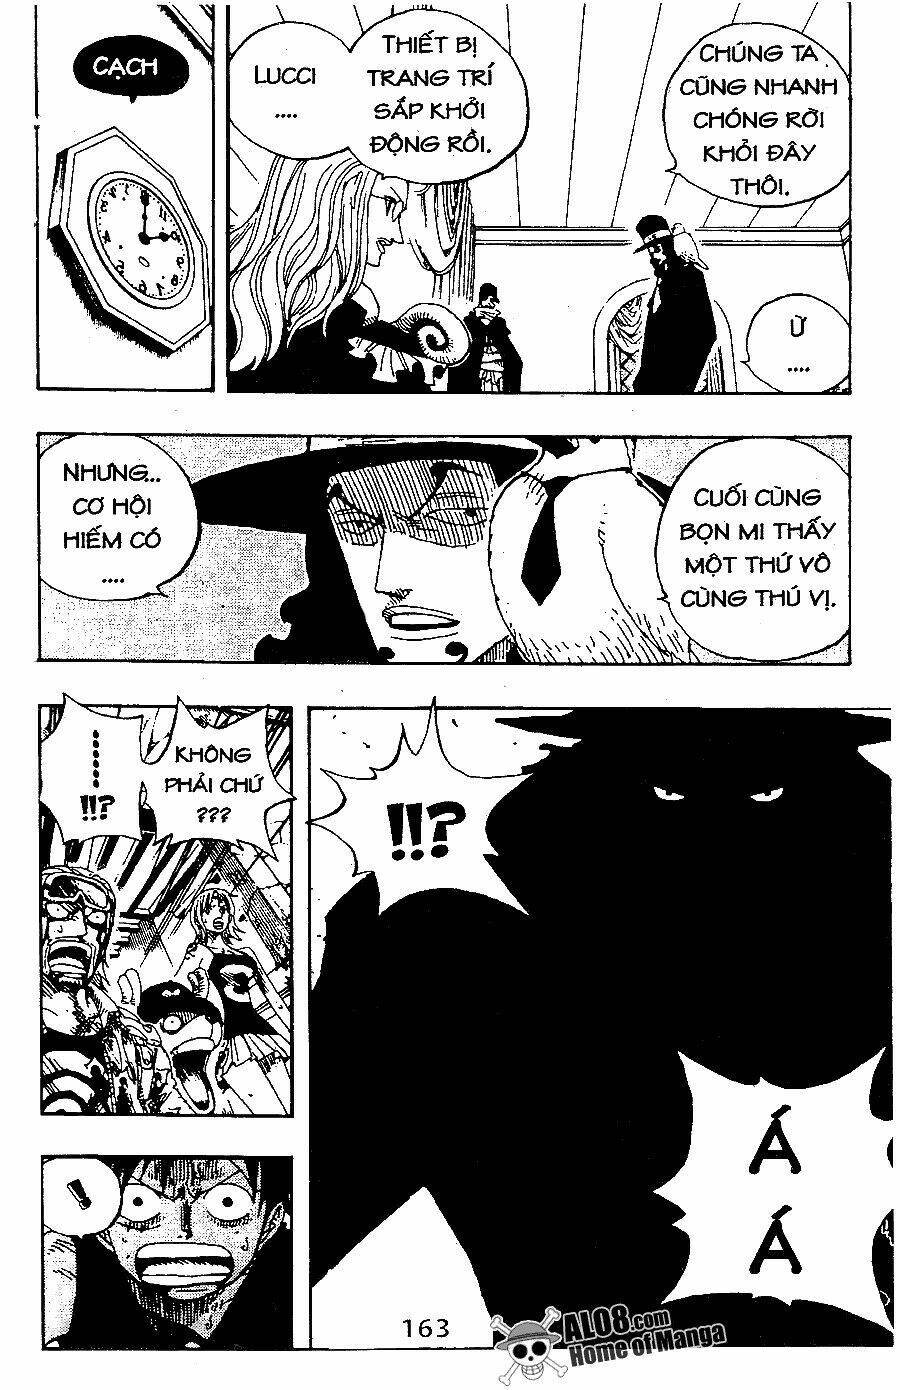 CẠCH
LUCCI
....
THIẾT BỊ
TRANG TRÍ
SẮP KHỞI
ĐỘNG RỒI.
CHÚNG TA
CŨNG NHANH
CHÓNG RỜI
KHỎI ĐÂY
THÔI.
Ừ
....
NHƯNG...
CƠ HỘI
HIẾM CÓ
....
CUỐI CÙNG
BỌN MI THẤY
MỘT THỨ VÔ
CÙNG THÚ VỊ.
......
!!?
KHÔNG
PHẢI CHỨ
???
!!?
Á
Á
!
163
ALO8.com
Home of Manga